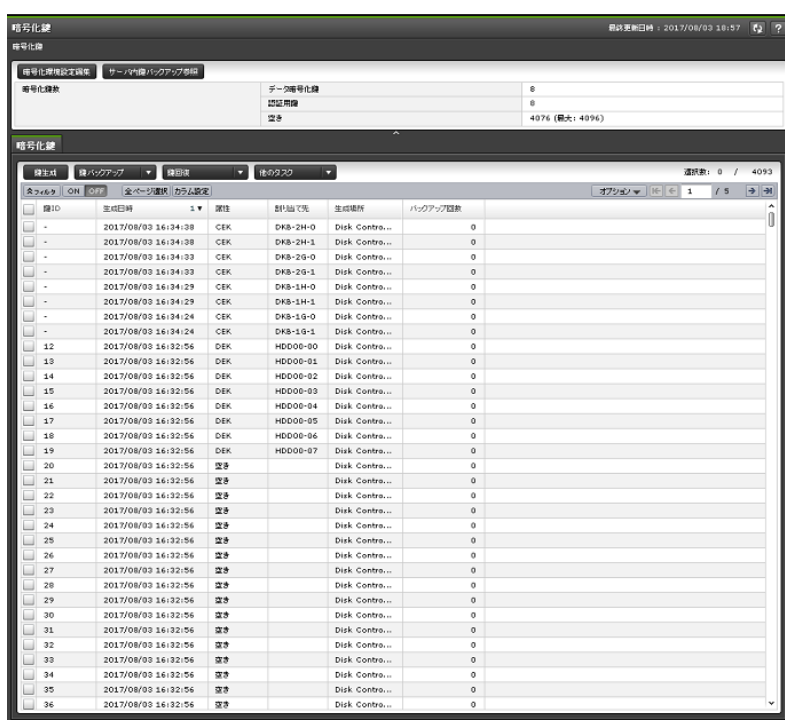 暗号化鍵
最終更新日時 : 2017/08/03 18:57 ?
暗号化鍵
暗号化環境設定編集 サーバ内鍵バックアップ参照
暗号化鍵数 データ暗号化鍵 8
認証用鍵 8
空き 4076 (最大: 4096)
暗号化鍵
鍵生成 鍵バックアップ 鍵回復 他のタスク 選択数: 0 / 4093
フィルタ ON OFF 全ページ選択 カラム設定 オプション 1 / 5
鍵ID 生成日時 1 属性 割り当て先 生成場所 バックアップ回数
- 2017/08/03 16:34:38 CEK DKB-2H-0 Disk Contro... 0
- 2017/08/03 16:34:38 CEK DKB-2H-1 Disk Contro... 0
- 2017/08/03 16:34:33 CEK DKB-2G-0 Disk Contro... 0
- 2017/08/03 16:34:33 CEK DKB-2G-1 Disk Contro... 0
- 2017/08/03 16:34:29 CEK DKB-1H-0 Disk Contro... 0
- 2017/08/03 16:34:29 CEK DKB-1H-1 Disk Contro... 0
- 2017/08/03 16:34:24 CEK DKB-1G-0 Disk Contro... 0
- 2017/08/03 16:34:24 CEK DKB-1G-1 Disk Contro... 0
12 2017/08/03 16:32:56 DEK HDD00-00 Disk Contro... 0
13 2017/08/03 16:32:56 DEK HDD00-01 Disk Contro... 0
14 2017/08/03 16:32:56 DEK HDD00-02 Disk Contro... 0
15 2017/08/03 16:32:56 DEK HDD00-03 Disk Contro... 0
16 2017/08/03 16:32:56 DEK HDD00-04 Disk Contro... 0
17 2017/08/03 16:32:56 DEK HDD00-05 Disk Contro... 0
18 2017/08/03 16:32:56 DEK HDD00-06 Disk Contro... 0
19 2017/08/03 16:32:56 DEK HDD00-07 Disk Contro... 0
20 2017/08/03 16:32:56 空き Disk Contro... 0
21 2017/08/03 16:32:56 空き Disk Contro... 0
22 2017/08/03 16:32:56 空き Disk Contro... 0
23 2017/08/03 16:32:56 空き Disk Contro... 0
24 2017/08/03 16:32:56 空き Disk Contro... 0
25 2017/08/03 16:32:56 空き Disk Contro... 0
26 2017/08/03 16:32:56 空き Disk Contro... 0
27 2017/08/03 16:32:56 空き Disk Contro... 0
28 2017/08/03 16:32:56 空き Disk Contro... 0
29 2017/08/03 16:32:56 空き Disk Contro... 0
30 2017/08/03 16:32:56 空き Disk Contro... 0
31 2017/08/03 16:32:56 空き Disk Contro... 0
32 2017/08/03 16:32:56 空き Disk Contro... 0
33 2017/08/03 16:32:56 空き Disk Contro... 0
34 2017/08/03 16:32:56 空き Disk Contro... 0
35 2017/08/03 16:32:56 空き Disk Contro... 0
36 2017/08/03 16:32:56 空き Disk Contro... 0